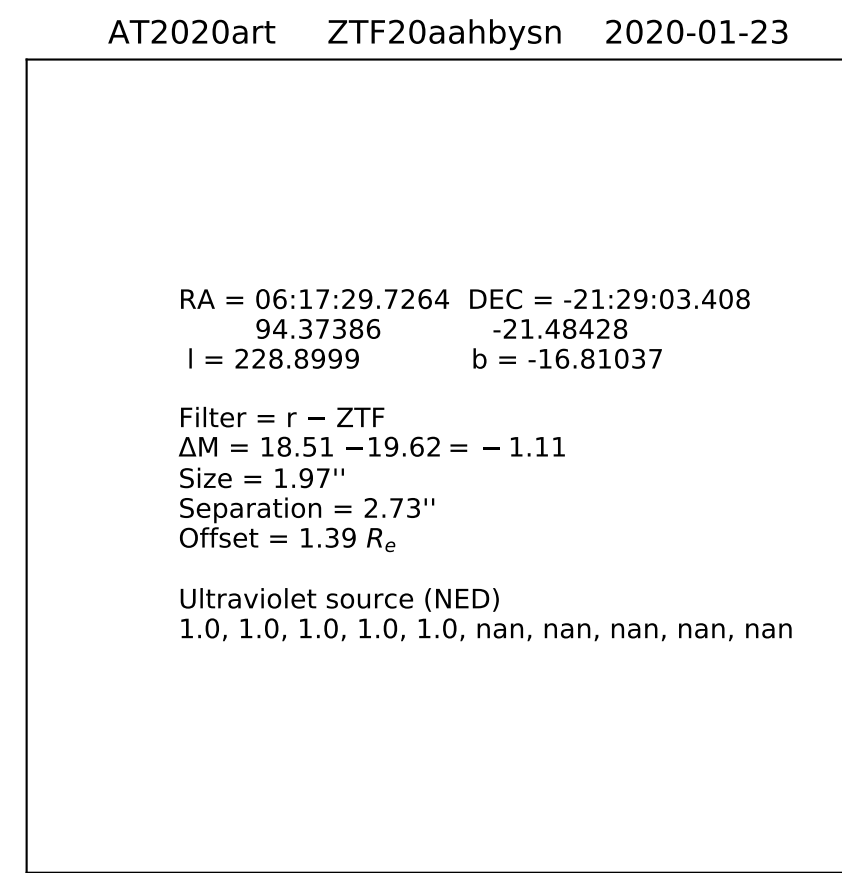 AT2020art ZTF20aahbysn 2020-01-23
RA = 06:17:29.7264 DEC = -21:29:03.408
94.37386 -21.48428
l = 228.8999 b = -16.81037
Filter = r − ZTF
ΔM = 18.51 −19.62 = − 1.11
Size = 1.97''
Separation = 2.73''
Offset = 1.39 Re
Ultraviolet source (NED)
1.0, 1.0, 1.0, 1.0, 1.0, nan, nan, nan, nan, nan